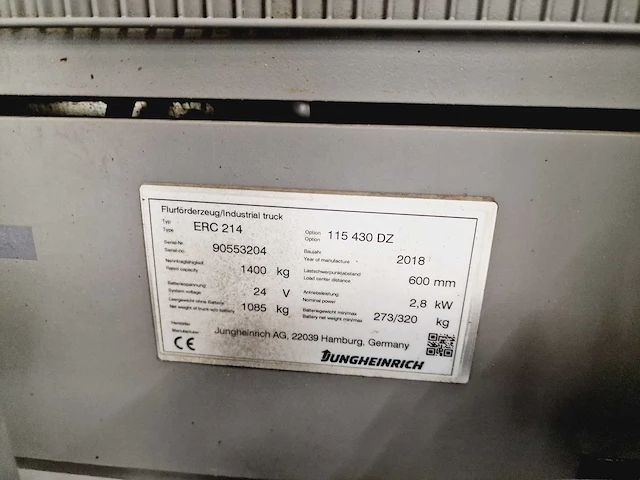 Flurförderzeug/Industrial truck
Typ
Type ERC 214 Option
Option 115 430 DZ
Serial-Nr.
Serial-no. 90553204 Baujahr
Year of manufacture 2018
Nenntragfähigkeit
Rated capacity 1400 kg Lastschwerpunktabstand
Load center distance 600 mm
Batteriespannung
System voltage 24 V Antriebsleistung
Nominal power 2,8 kW
Leergewicht ohne Batterie
Net weight of truck w/o battery 1085 kg Batteriegewicht min/max
Battery net weight min/max 273/320 kg
Hersteller
Manufacturer Jungheinrich AG, 22039 Hamburg, Germany
CE JUNGHEINRICH